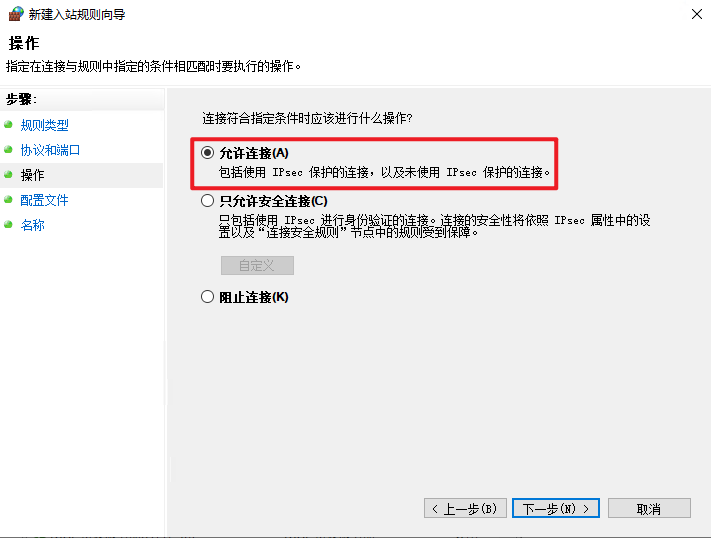 新建入站规则向导
操作
指定在连接与规则中指定的条件相匹配时要执行的操作。
步骤:
规则类型
协议和端口
操作
配置文件
名称
连接符合指定条件时应该进行什么操作?
允许连接(A)
包括使用 IPsec 保护的连接，以及未使用 IPsec 保护的连接。
只允许安全连接(C)
只包括使用 IPsec 进行身份验证的连接。连接的安全性将依照 IPsec 属性中的设
置以及“连接安全规则”节点中的规则受到保障。
自定义
阻止连接(K)
< 上一步(B)
下一步(N) >
取消